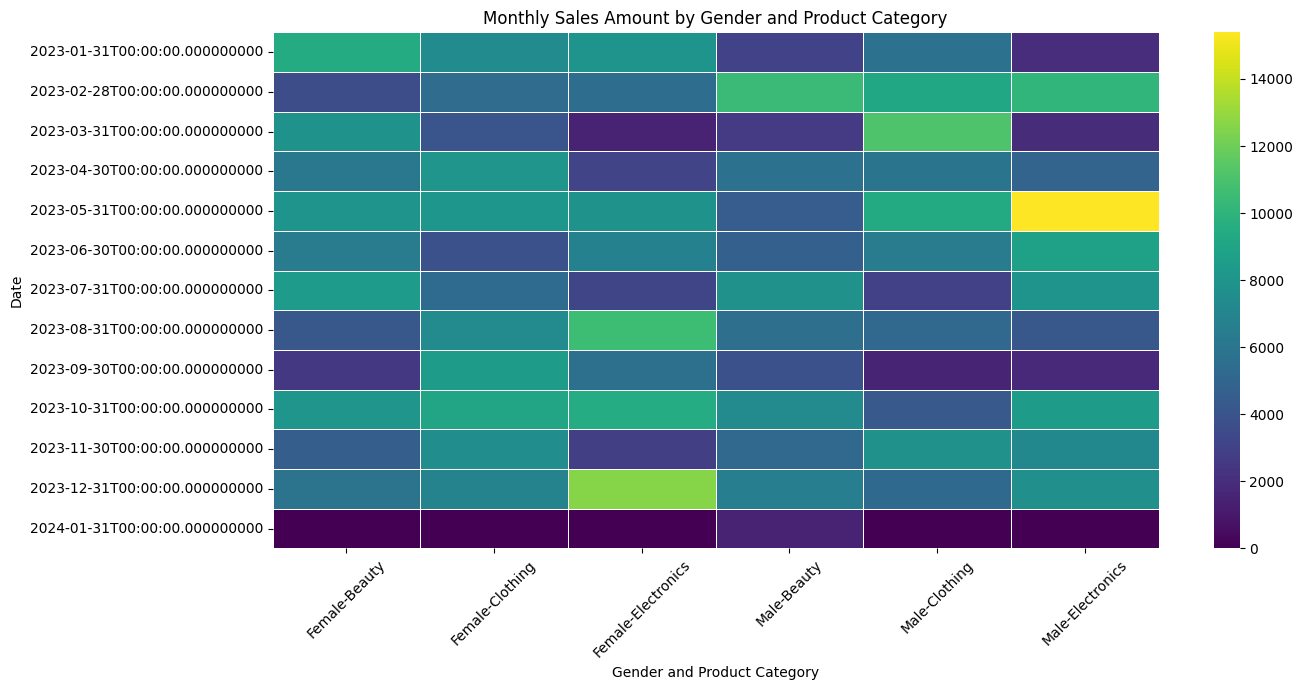 Monthly Sales Amount by Gender and Product Category
Date
2023-01-31T00:00:00.000000000
2023-02-28T00:00:00.000000000
2023-03-31T00:00:00.000000000
2023-04-30T00:00:00.000000000
2023-05-31T00:00:00.000000000
2023-06-30T00:00:00.000000000
2023-07-31T00:00:00.000000000
2023-08-31T00:00:00.000000000
2023-09-30T00:00:00.000000000
2023-10-31T00:00:00.000000000
2023-11-30T00:00:00.000000000
2023-12-31T00:00:00.000000000
2024-01-31T00:00:00.000000000
Female-Beauty
Female-Clothing
Female-Electronics
Male-Beauty
Male-Clothing
Male-Electronics
Gender and Product Category
14000
12000
10000
8000
6000
4000
2000
0